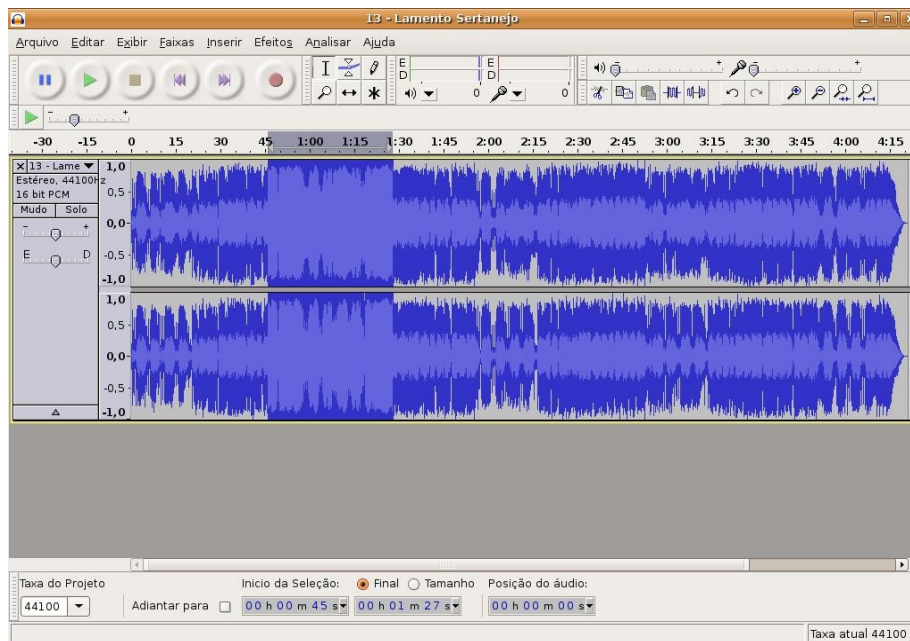 13 - Lamento Sertanejo
Arquivo Editar Exibir Faixas Inserir Efeitos Analisar Ajuda
E
D
0
E
D
0
-30 -15 0 15 30 45 1:00 1:15 1:30 1:45 2:00 2:15 2:30 2:45 3:00 3:15 3:30 3:45 4:00 4:15
13 - Lame
Estéreo, 44100Hz
16 bit PCM
Mudo Solo
- +
E D
1,0
0,5
0,0
-0,5
-1,0
1,0
0,5
0,0
-0,5
-1,0
Taxa do Projeto
44100
Adiantar para
Inicio da Seleção: Final Tamanho
00 h 00 m 45 s 00 h 01 m 27 s
Posição do áudio:
00 h 00 m 00 s
Taxa atual 44100